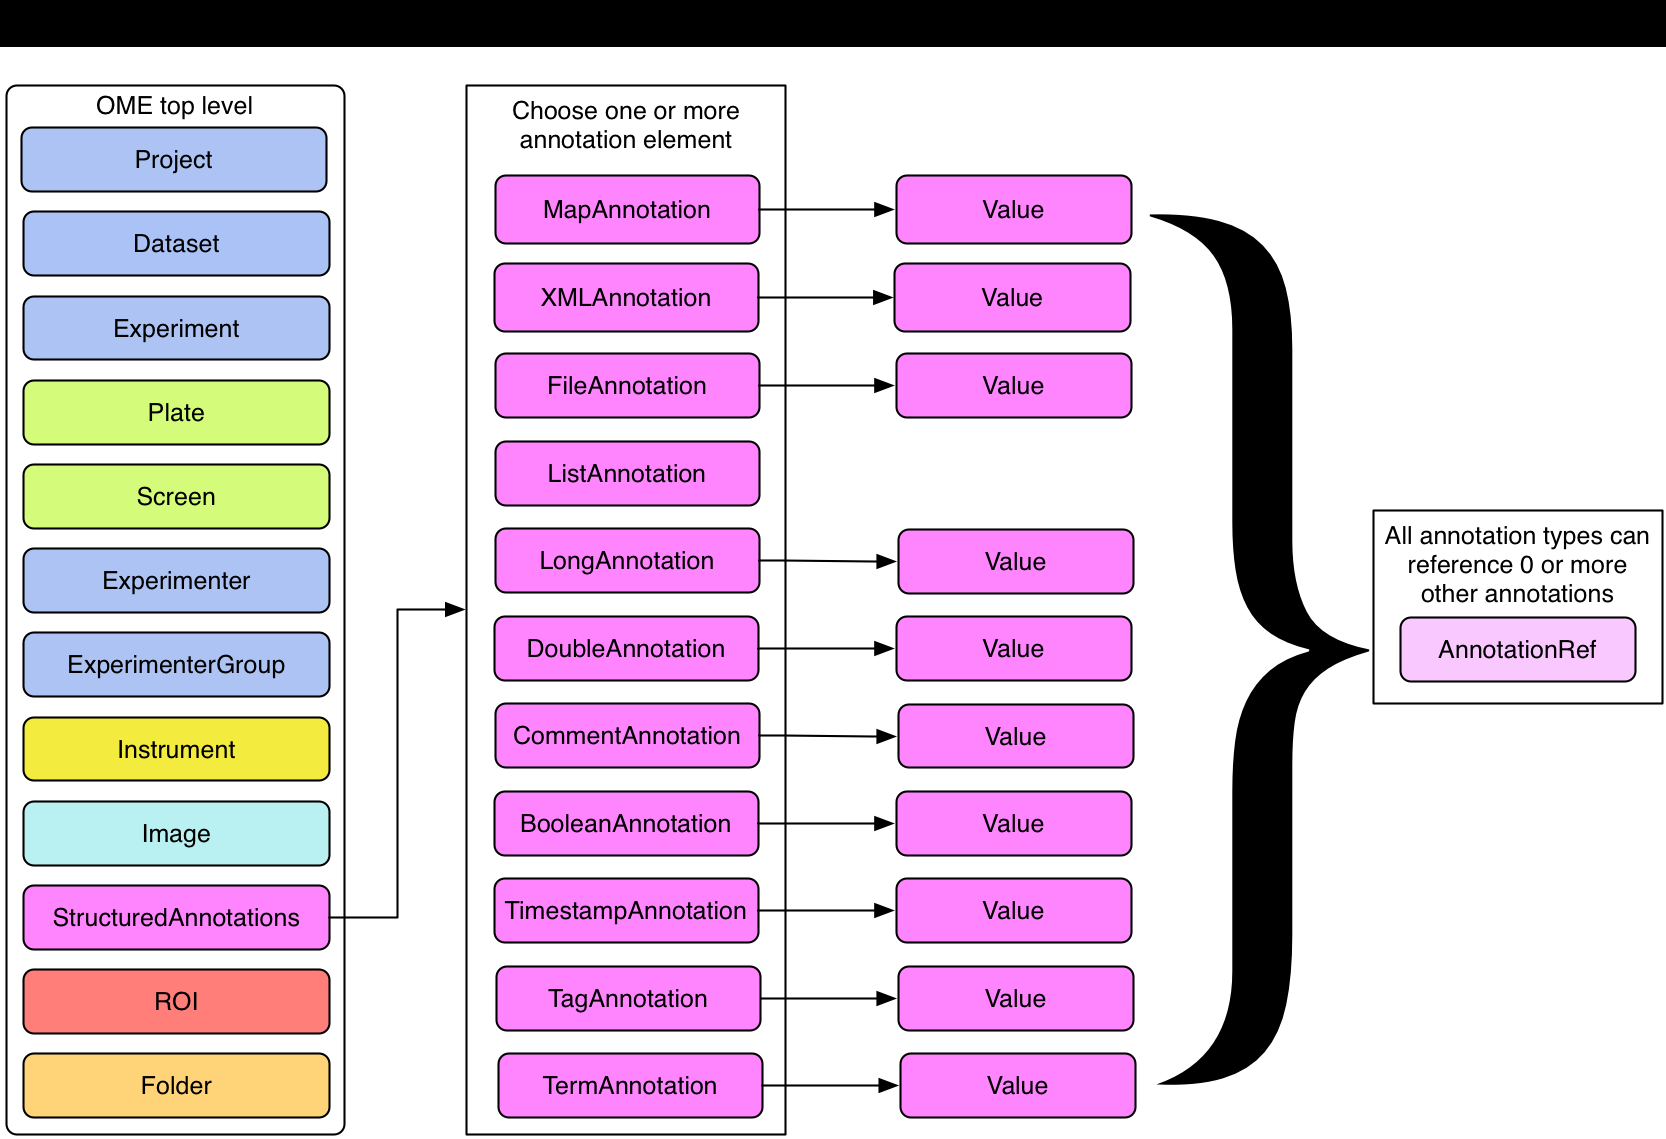 OME top level
Project
Dataset
Experiment
Plate
Screen
Experimenter
ExperimenterGroup
Instrument
Image
StructuredAnnotations
ROI
Folder
Choose one or more
annotation element
MapAnnotation
Value
XMLAnnotation
Value
FileAnnotation
Value
ListAnnotation
LongAnnotation
Value
DoubleAnnotation
Value
CommentAnnotation
Value
BooleanAnnotation
Value
TimestampAnnotation
Value
TagAnnotation
Value
TermAnnotation
Value
All annotation types can
reference 0 or more
other annotations
AnnotationRef